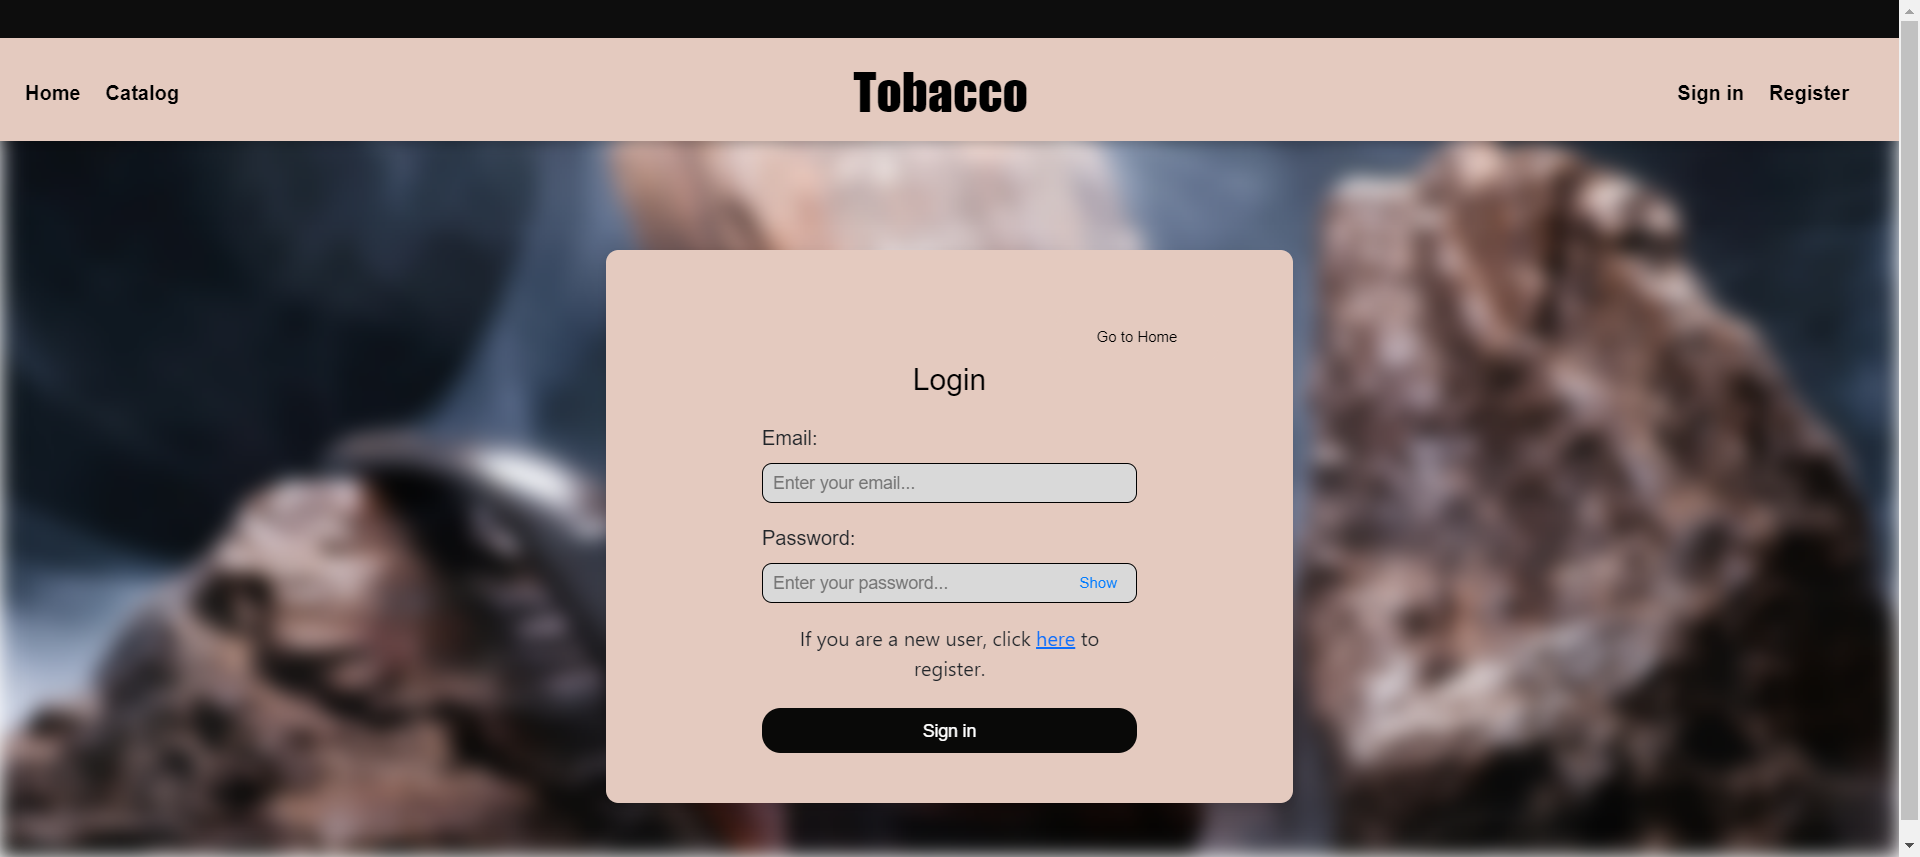 Home Catalog Tobacco Sign in Register
Go to Home
Login
Email:
Enter your email...
Password:
Enter your password... Show
If you are a new user, click here to
register.
Sign in